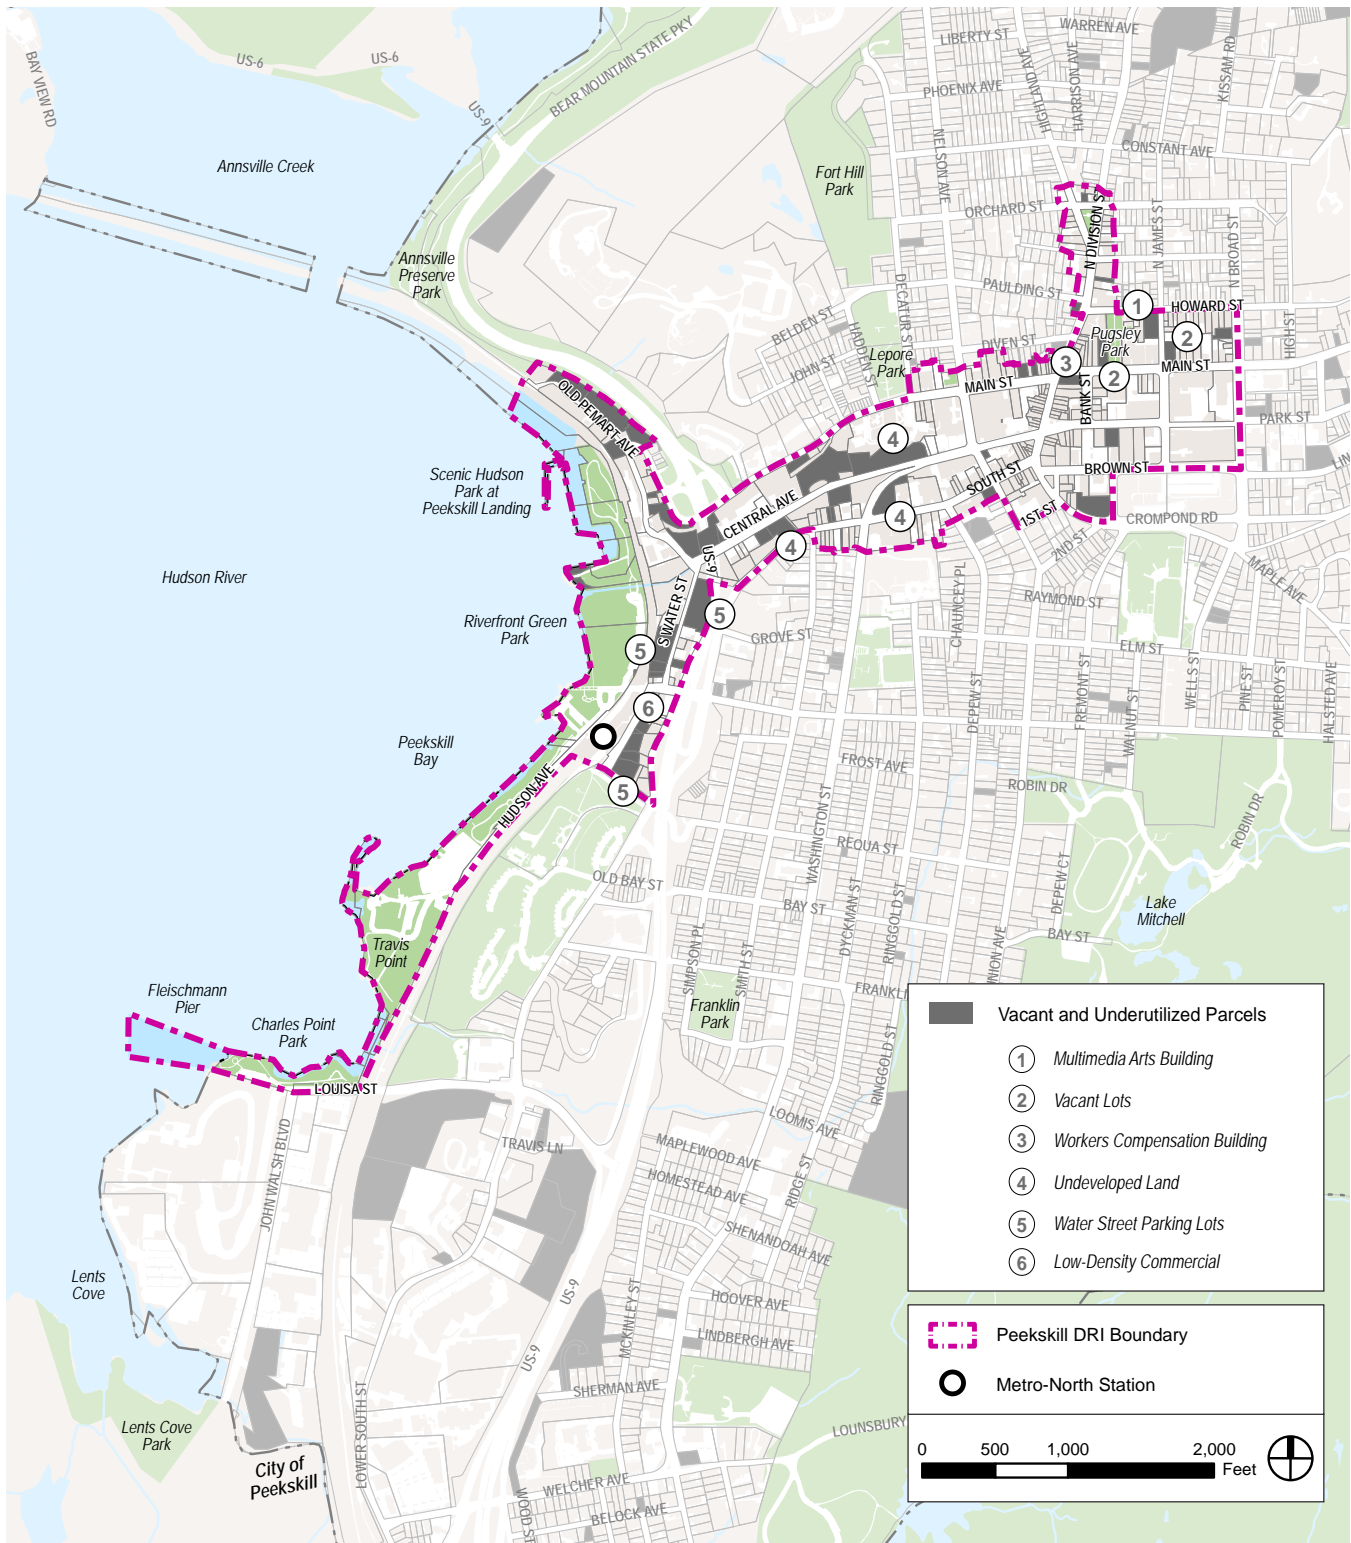 WARREN AVE
LIBERTY ST
KISSAM RD
BAY VIEW RD
US-6
US-6
BEAR MOUNTAIN STATE PKY
HIGHLAND AVE
HARRISON AVE
PHOENIX AVE
US-9
NELSON AVE
CONSTANT AVE
Annsville Creek
Fort Hill
Park
ORCHARD ST
N DIVISION ST
N JAMES ST
N BROAD ST
Annsville
Preserve
Park
DECATUR ST
PAULDING ST
1
HOWARD ST
BELDEN ST
HADDEN ST
DIVEN ST
Pugsley
Park
2
HIGH ST
JOHN ST
Lepore
Park
3
MAIN ST
2
MAIN ST
OLD PEMART AVE
BANK ST
PARK ST
4
Scenic Hudson
Park at
Peekskill Landing
SOUTH ST
BROWN ST
CENTRAL AVE
4
1ST ST
CROMPOND RD
4
US-9
2ND ST
MAPLE AVE
Hudson River
S WATER ST
CHAUNCEY PL
RAYMOND ST
Riverfront Green
Park
5
GROVE ST
ELM ST
5
DEPEW ST
FREMONT ST
WALNUT ST
WELLS ST
PINE ST
POMEROY ST
HALSTED AVE
6
Peekskill
Bay
FROST AVE
ROBIN DR
HUDSON AVE
5
WASHINGTON ST
ROBIN DR
REQUA ST
OLD BAY ST
DEPEW CT
BAY ST
DYCKMAN ST
RINGGOLD ST
Lake
Mitchell
Travis
Point
SIMPSON PL
SMITH ST
BAY ST
Fleischmann
Pier
Franklin
Park
Charles Point
Park
LOUISA ST
RINGGOLD ST
LOOMIS AVE
JOHN WALSH BLVD
TRAVIS LN
MAPLEWOOD AVE
HOMESTEAD AVE
RIDGE ST
SHENANDOAH AVE
Lents
Cove
US-9
MCKINLEY ST
HOOVER AVE
LINDBERGH AVE
US-9
SHERMAN AVE
LOWER SOUTH ST
Lents Cove
Park
LOUNSBURY
City of
Peekskill
WELCHER AVE
WOOD ST
BELOCK AVE
Vacant and Underutilized Parcels
1 Multimedia Arts Building
2 Vacant Lots
3 Workers Compensation Building
4 Undeveloped Land
5 Water Street Parking Lots
6 Low-Density Commercial
Peekskill DRI Boundary
Metro-North Station
0 500 1,000 2,000
Feet